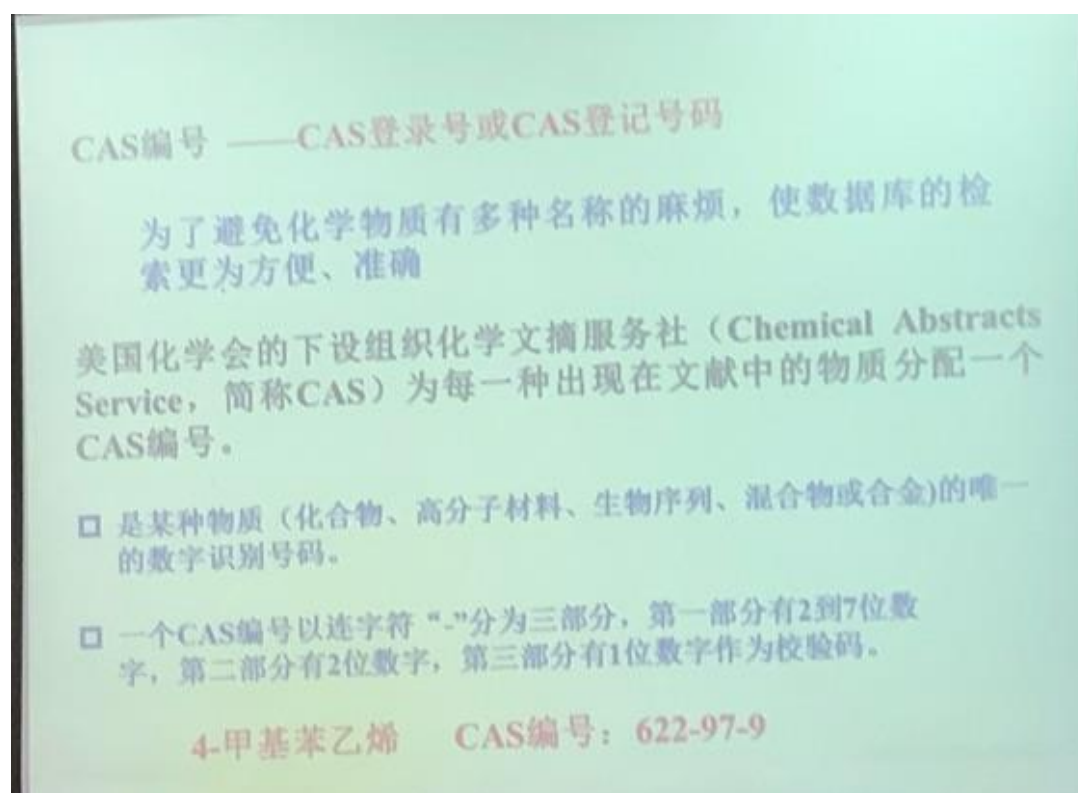 CAS编号 ——CAS登录号或CAS登记号码
为了避免化学物质有多种名称的麻烦，使数据库的检
索更为方便、准确
美国化学会的下设组织化学文摘服务社（Chemical Abstracts
Service，简称CAS）为每一种出现在文献中的物质分配一个
CAS编号。
□ 是某种物质（化合物、高分子材料、生物序列、混合物或合金)的唯一
的数字识别号码。
□ 一个CAS编号以连字符“-”分为三部分，第一部分有2到7位数
字，第二部分有2位数字，第三部分有1位数字作为校验码。
4-甲基苯乙烯 CAS编号：622-97-9